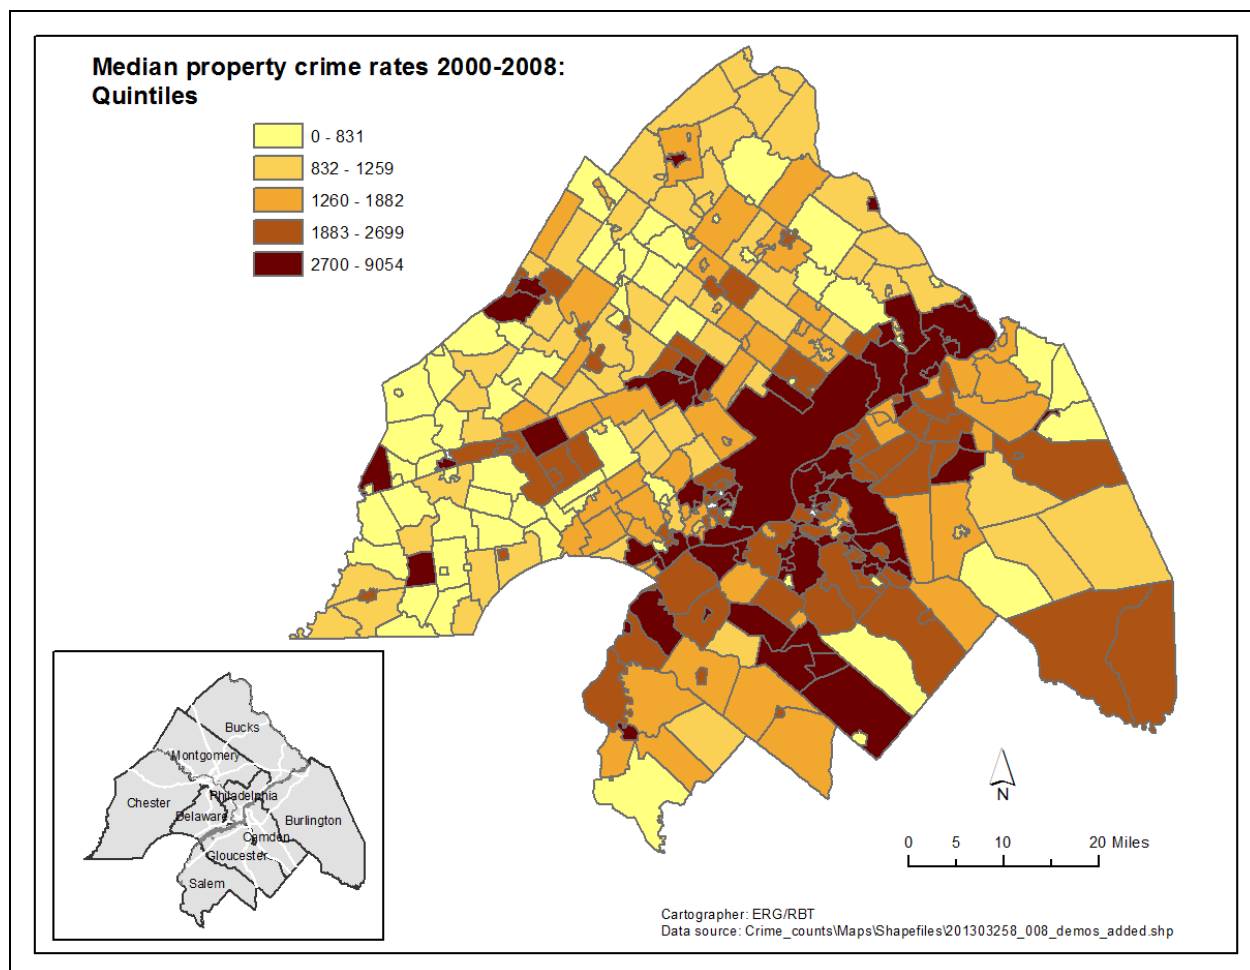 Median property crime rates 2000-2008:
Quintiles
0 - 831
832 - 1259
1260 - 1882
1883 - 2699
2700 - 9054
Bucks
Montgomery
Philadelphia
Chester
Delaware
Burlington
Camden
Gloucester
Salem
N
0 5 10 20 Miles
Cartographer: ERG/RBT
Data source: Crime_counts\Maps\Shapefiles\201303258_008_demos_added.shp